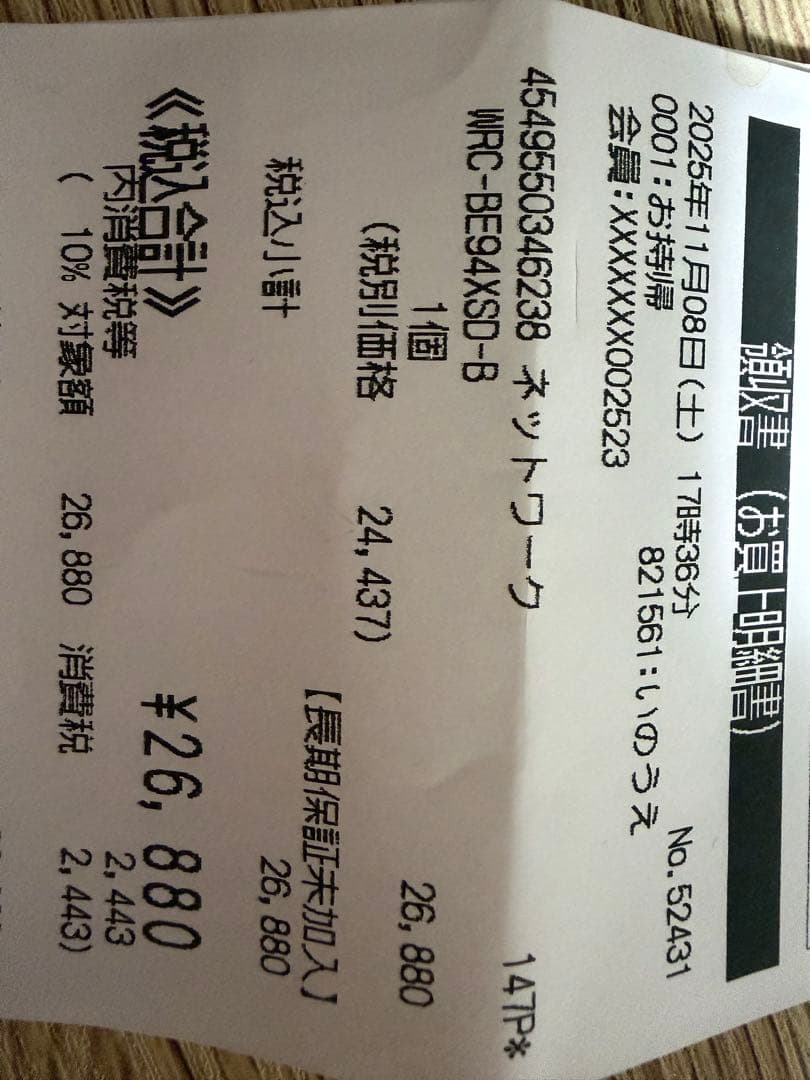 領収書（お買上明細書）
2025年11月08日(土) 17時36分 No.52431
0001:お持帰 821561:いのうえ
会員:XXXXXXX002523
4549550346238 ネットワーク 147P*
WRC-BE94XSD-B
1個 26,880
(税別価格 24,437)
【長期保証未加入】
税込小計 26,880
《税込合計》 ¥26,880
内消費税等 2,443
( 10% 対象額 26,880 消費税 2,443)